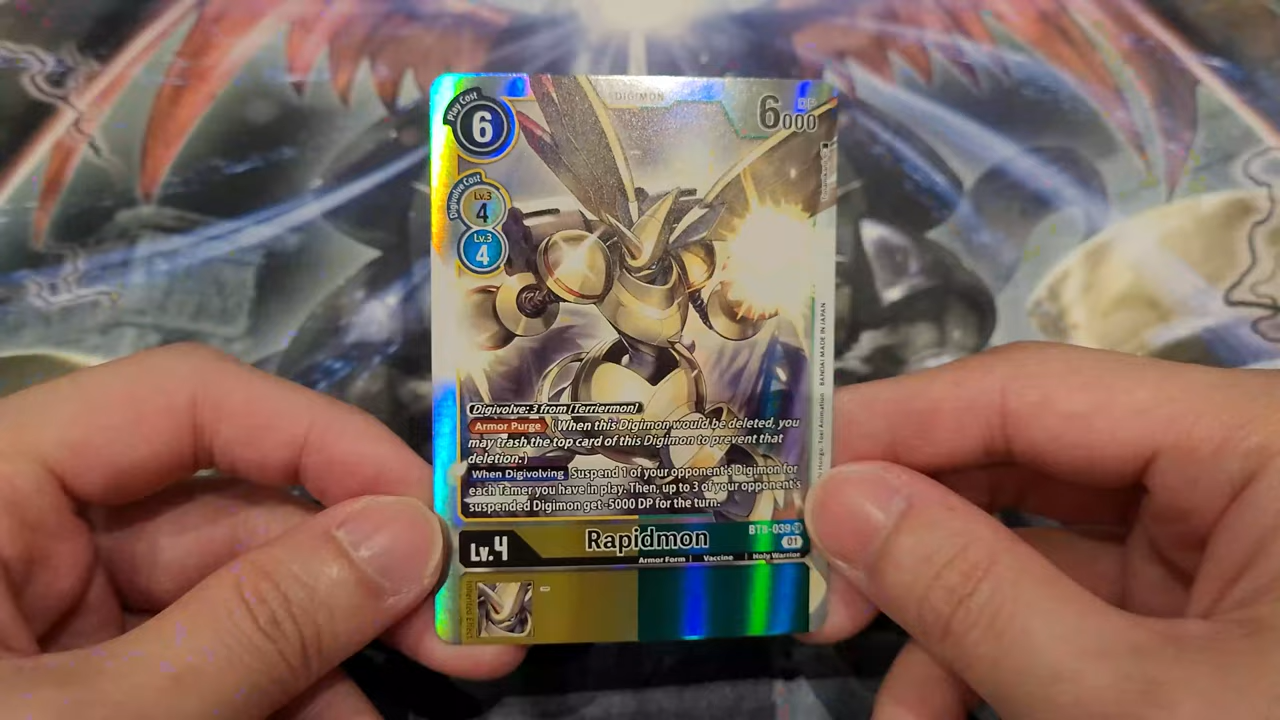 Play Cost
6
DIGIMON
6000
DP
Digivolve Cost
Lv.3
4
Lv.3
4
BANDAI MADE IN JAPAN
Toei Animation
Digivolve: 3 from [Terriermon]
Armor Purge (When this Digimon would be deleted, you
may trash the top card of this Digimon to prevent that
deletion.)
When Digivolving Suspend 1 of your opponent's Digimon for
each Tamer you have in play. Then, up to 3 of your opponent's
suspended Digimon get -5000 DP for the turn.
Lv.4
Rapidmon
BT8-039 SR
01
Armor Form | Vaccine | Holy Warrior
Inherited Effect
-